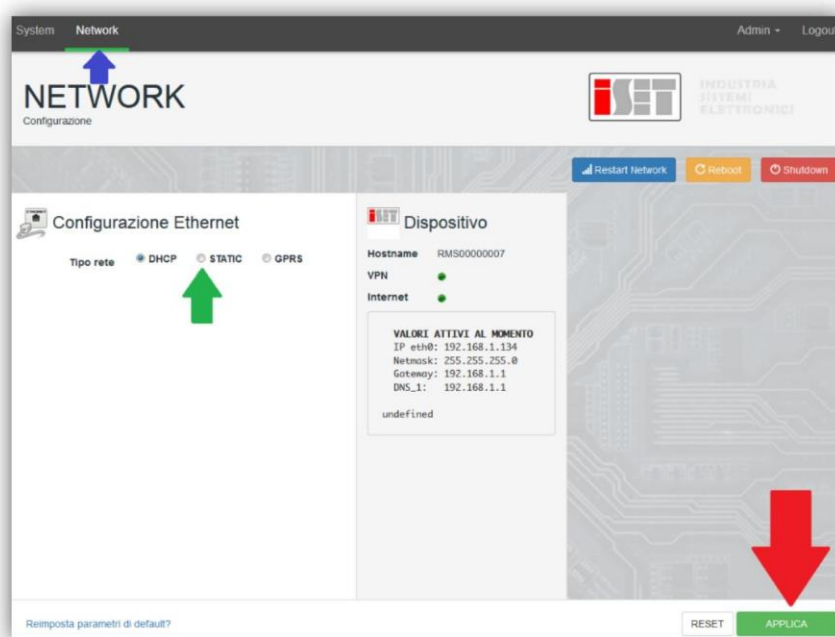 System Network Admin Logout
NETWORK
Configurazione
iSET INDUSTRIA
SISTEMI
ELETTRONICI
Restart Network Reboot Shutdown
Configurazione Ethernet
Tipo rete DHCP STATIC GPRS
iSET Dispositivo
Hostname RMS00000007
VPN
Internet
VALORI ATTIVI AL MOMENTO
IP eth0: 192.168.1.134
Netmask: 255.255.255.0
Gateway: 192.168.1.1
DNS_1: 192.168.1.1
undefined
Reimposta parametri di default?
RESET APPLICA